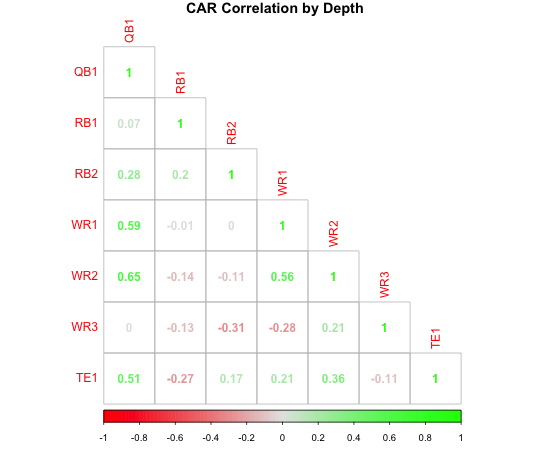 CAR Correlation by Depth
QB1
QB1 1 RB1
RB1 0.07 1 RB2
RB2 0.28 0.2 1 WR1
WR1 0.59 -0.01 0 1 WR2
WR2 0.65 -0.14 -0.11 0.56 1 WR3
WR3 0 -0.13 -0.31 -0.28 0.21 1 TE1
TE1 0.51 -0.27 0.17 0.21 0.36 -0.11 1
-1 -0.8 -0.6 -0.4 -0.2 0 0.2 0.4 0.6 0.8 1